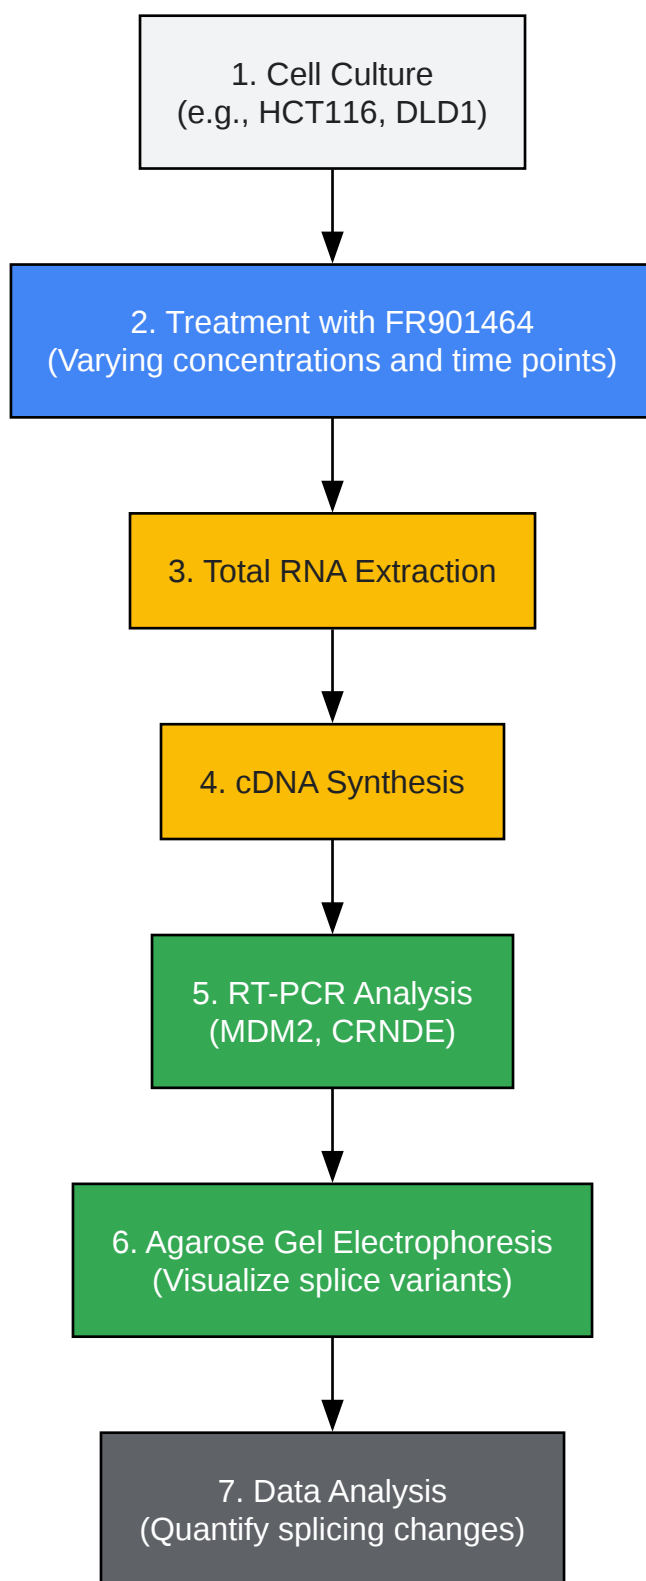 1. Cell Culture
(e.g., HCT116, DLD1)
2. Treatment with FR901464
(Varying concentrations and time points)
3. Total RNA Extraction
4. cDNA Synthesis
5. RT-PCR Analysis
(MDM2, CRNDE)
6. Agarose Gel Electrophoresis
(Visualize splice variants)
7. Data Analysis
(Quantify splicing changes)